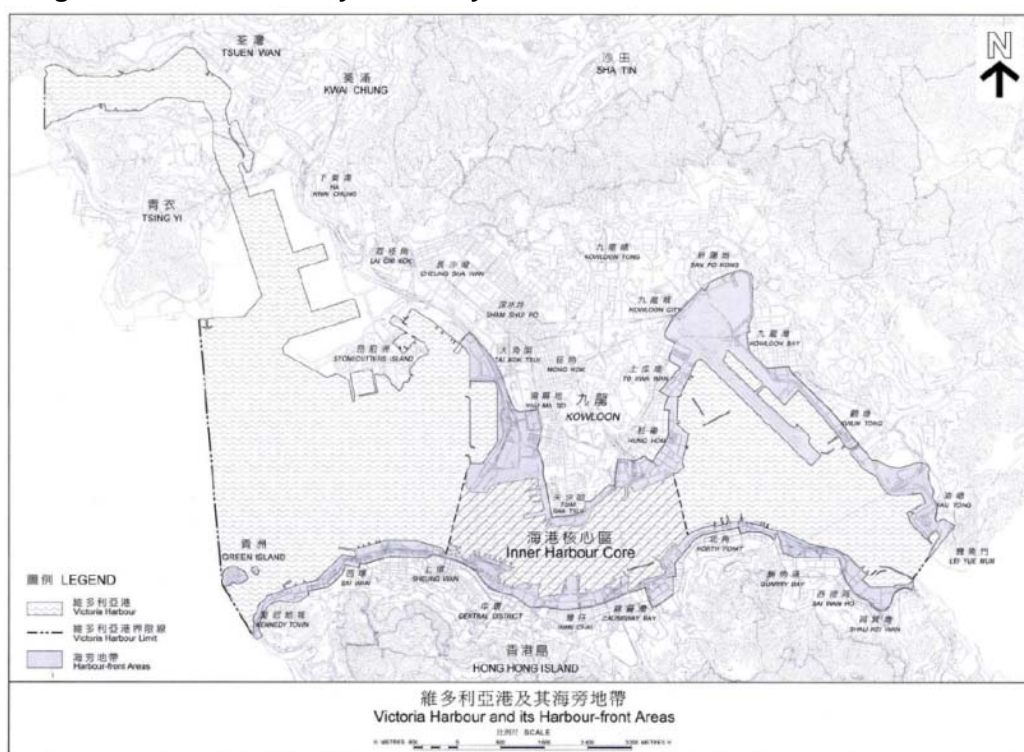 荃灣
TSUEN WAN
葵涌
KWAI CHUNG
沙田
SHA TIN
N
下葵涌
HA
KWAI CHUNG
青衣
TSING YI
荔枝角
LAI CHI KOK
長沙灣
CHEUNG SHA WAN
九龍塘
KOWLOON TONG
新蒲崗
SAN PO KONG
深水埗
SHAM SHUI PO
九龍城
KOWLOON CITY
九龍灣
KOWLOON BAY
昂船洲
STONECUTTERS ISLAND
大角咀
TAI KOK TSUI
旺角
MONG KOK
土瓜灣
TO KWA WAN
油麻地
YAU MA TEI
九龍
KOWLOON
紅磡
HUNG HOM
觀塘
KWUN TONG
尖沙咀
TSIM
SHA TSUI
油塘
YAU TONG
海港核心區
Inner Harbour Core
青洲
GREEN ISLAND
北角
NORTH POINT
鯉魚門
LEI YUE MUN
西環
SAI WAN
上環
SHEUNG WAN
鰂魚涌
QUARRY BAY
西灣河
SAI WAN HO
堅尼地城
KENNEDY TOWN
中環
CENTRAL DISTRICT
灣仔
WAN CHAI
銅鑼灣
CAUSEWAY BAY
筲箕灣
SHAU KEI WAN
香港島
HONG HONG ISLAND
圖例 LEGEND
維多利亞港
Victoria Harbour
維多利亞港界限線
Victoria Harbour Limit
海旁地帶
Harbour-front Areas
維多利亞港及其海旁地帶
Victoria Harbour and its Harbour-front Areas
比例尺 SCALE